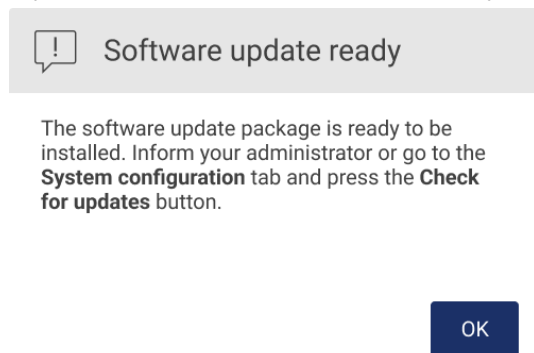 !
Software update ready
The software update package is ready to be
installed. Inform your administrator or go to the
System configuration tab and press the Check
for updates button.
OK